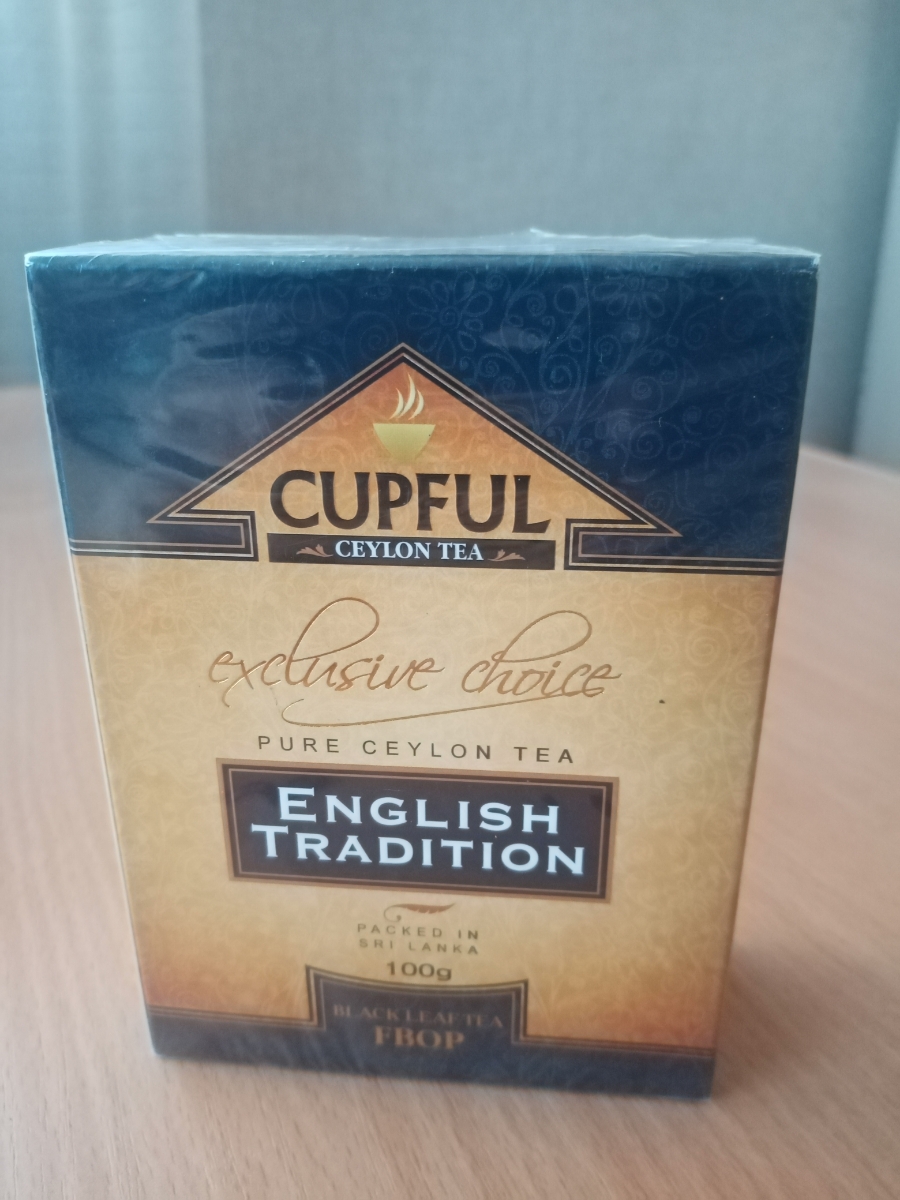 CUPFUL
CEYLON TEA
exclusive choice
PURE CEYLON TEA
ENGLISH
TRADITION
PACKED IN
SRI LANKA
100g
BLACK LEAF TEA
FBOP